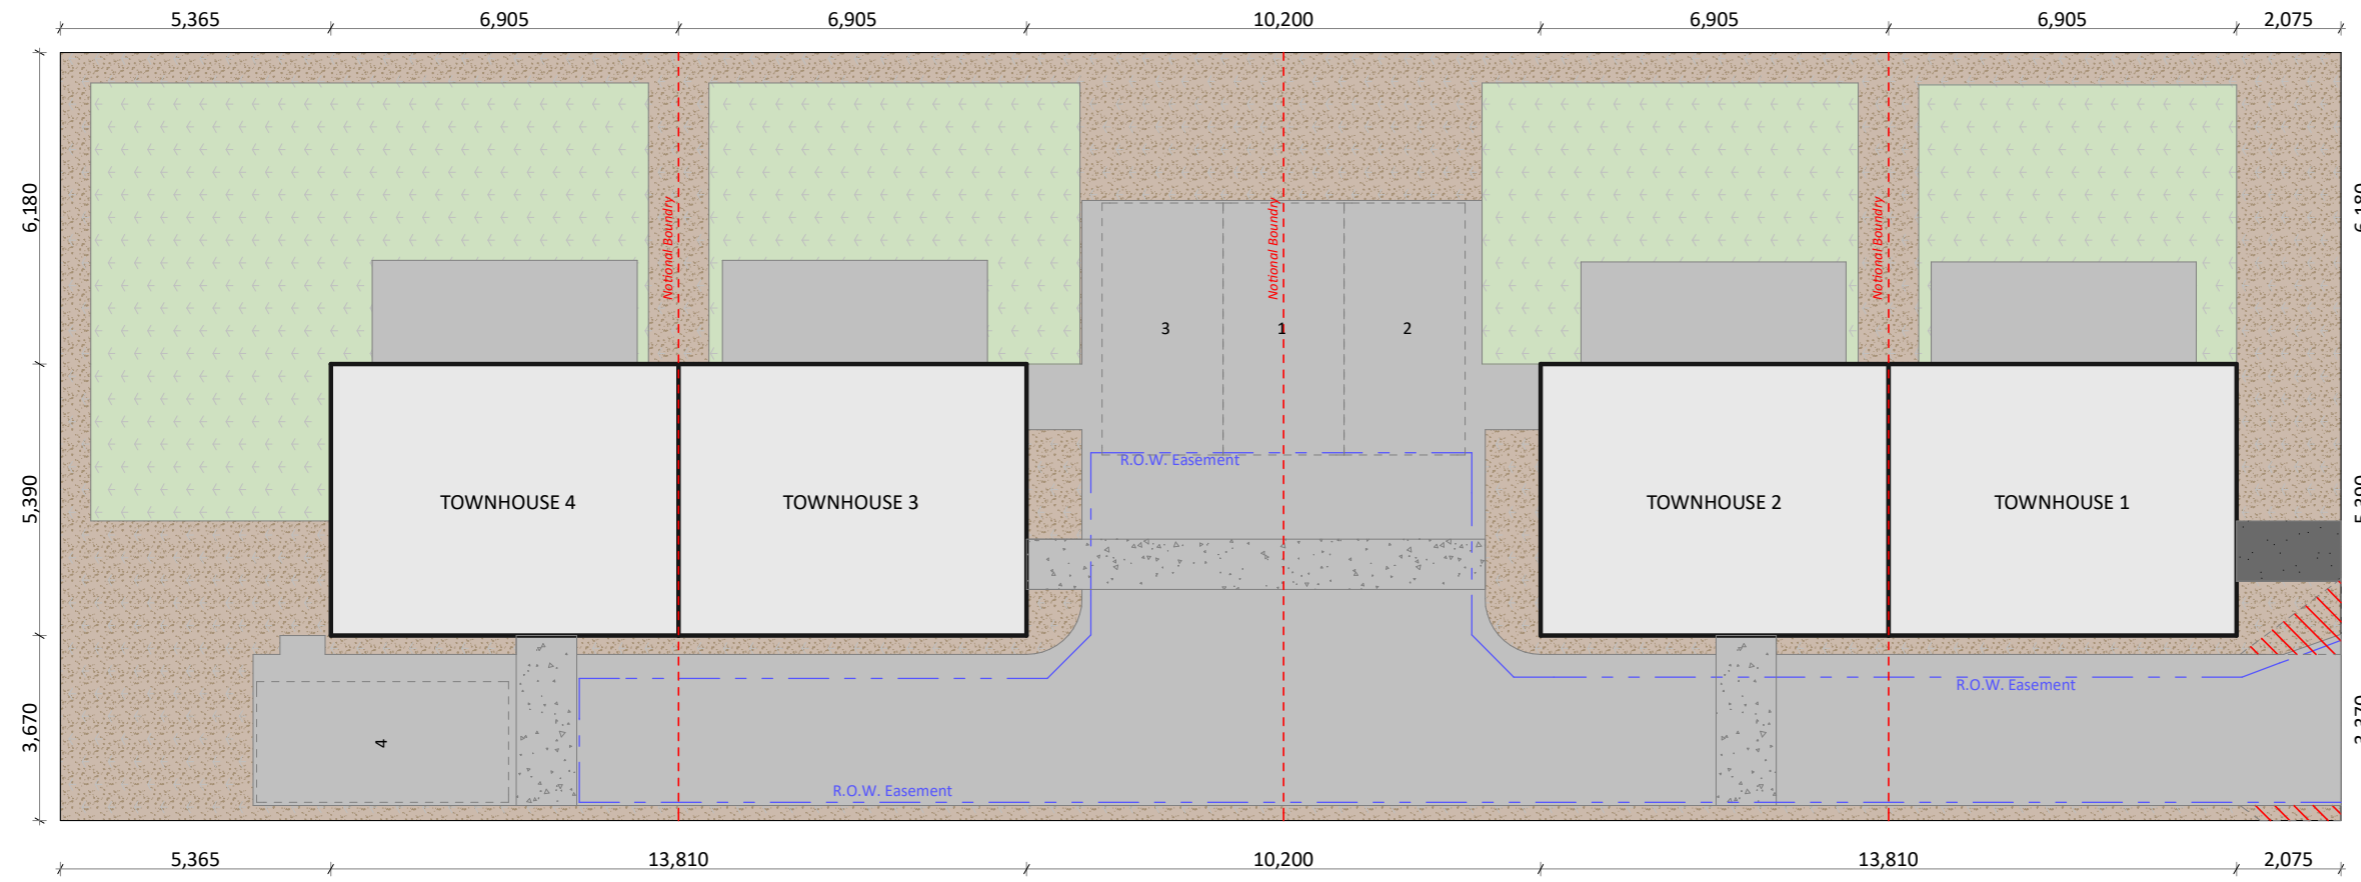 5,365 6,905 6,905 10,200 6,905 6,905 2,075
6,180
5,390
3,670
Notional Boundry
Notional Boundry
Notional Boundry
3 1 2
R.O.W. Easement
TOWNHOUSE 4 TOWNHOUSE 3 TOWNHOUSE 2 TOWNHOUSE 1
R.O.W. Easement
4
R.O.W. Easement
5,365 13,810 10,200 13,810 2,075